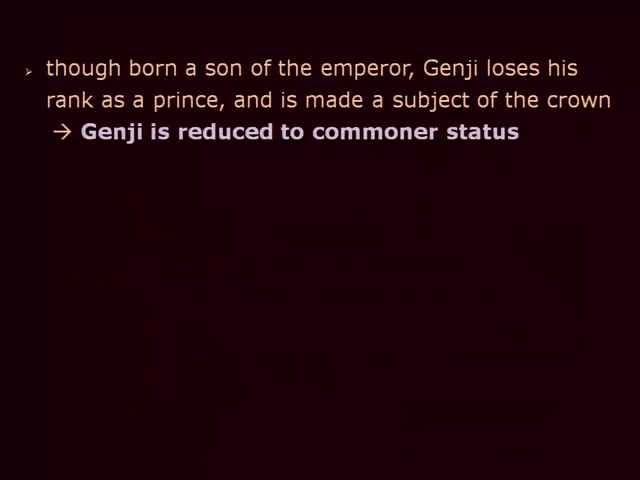 ➢ though born a son of the emperor, Genji loses his
rank as a prince, and is made a subject of the crown
→ Genji is reduced to commoner status